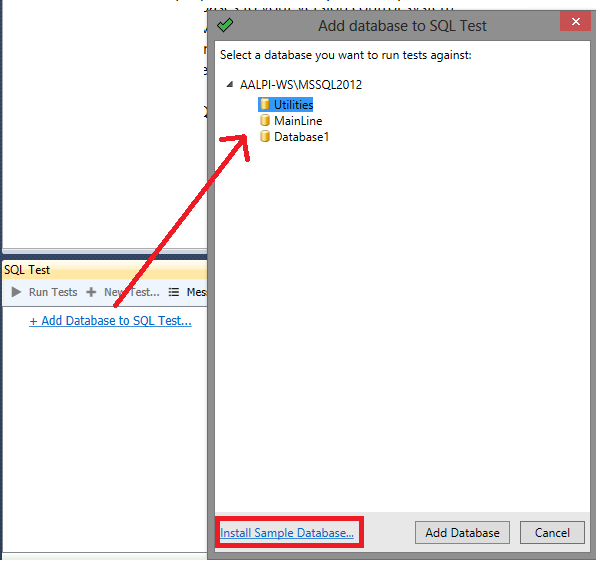 Add database to SQL Test
Select a database you want to run tests against:
AALPI-WS\MSSQL2012
Utilities
MainLine
Database1
SQL Test
Run Tests New Test...
+ Add Database to SQL Test...
Install Sample Database... Add Database Cancel